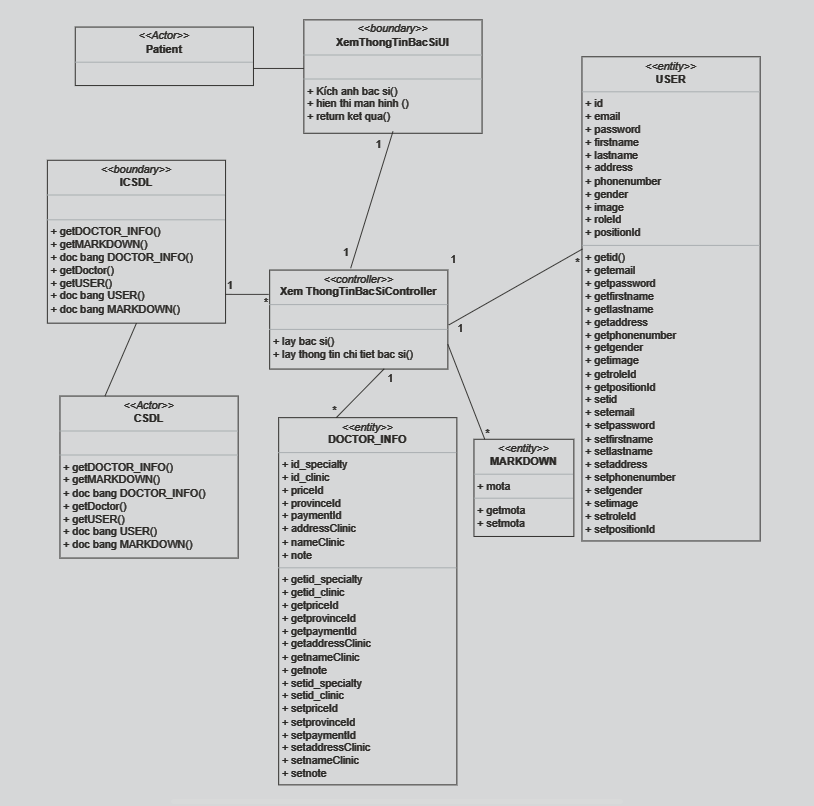 <<Actor>>
Patient
<<boundary>>
XemThongTinBacSiUI
+ Kích anh bac si()
+ hien thi man hinh ()
+ return ket qua()
1
1
<<boundary>>
ICSDL
+ getDOCTOR_INFO()
+ getMARKDOWN()
+ doc bang DOCTOR_INFO()
+ getDoctor()
+ getUSER()
+ doc bang USER()
+ doc bang MARKDOWN()
1
*
<<controller>>
Xem ThongTinBacSiController
+ lay bac si()
+ lay thong tin chi tiet bac si()
1
1
*
<<entity>>
USER
+ id
+ email
+ password
+ firstname
+ lastname
+ address
+ phonenumber
+ gender
+ image
+ roleId
+ positionId
+ getid()
+ getemail
+ getpassword
+ getfirstname
+ getlastname
+ getaddress
+ getphonenumber
+ getgender
+ getimage
+ getroleId
+ getpositionId
+ setid
+ setemail
+ setpassword
+ setfirstname
+ setlastname
+ setaddress
+ setphonenumber
+ setgender
+ setimage
+ setroleId
+ setpositionId
<<Actor>>
CSDL
+ getDOCTOR_INFO()
+ getMARKDOWN()
+ doc bang DOCTOR_INFO()
+ getDoctor()
+ getUSER()
+ doc bang USER()
+ doc bang MARKDOWN()
1
*
<<entity>>
DOCTOR_INFO
+ id_specialty
+ id_clinic
+ priceId
+ provinceId
+ paymentId
+ addressClinic
+ nameClinic
+ note
+ getid_specialty
+ getid_clinic
+ getpriceId
+ getprovinceId
+ getpaymentId
+ getaddressClinic
+ getnameClinic
+ getnote
+ setid_specialty
+ setid_clinic
+ setpriceId
+ setprovinceId
+ setpaymentId
+ setaddressClinic
+ setnameClinic
+ setnote
*
<<entity>>
MARKDOWN
+ mota
+ getmota
+ setmota